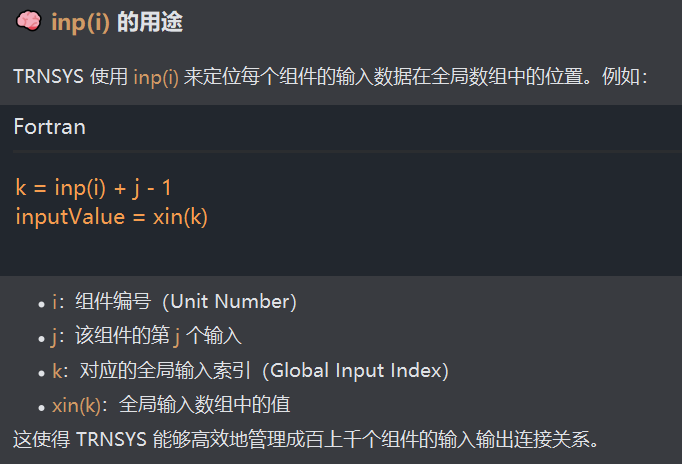 🧠 inp(i) 的用途
TRNSYS 使用 inp(i) 来定位每个组件的输入数据在全局数组中的位置。例如：
Fortran
k = inp(i) + j - 1
inputValue = xin(k)
• i：组件编号（Unit Number）
• j：该组件的第 j 个输入
• k：对应的全局输入索引（Global Input Index）
• xin(k)：全局输入数组中的值
这使得 TRNSYS 能够高效地管理成百上千个组件的输入输出连接关系。